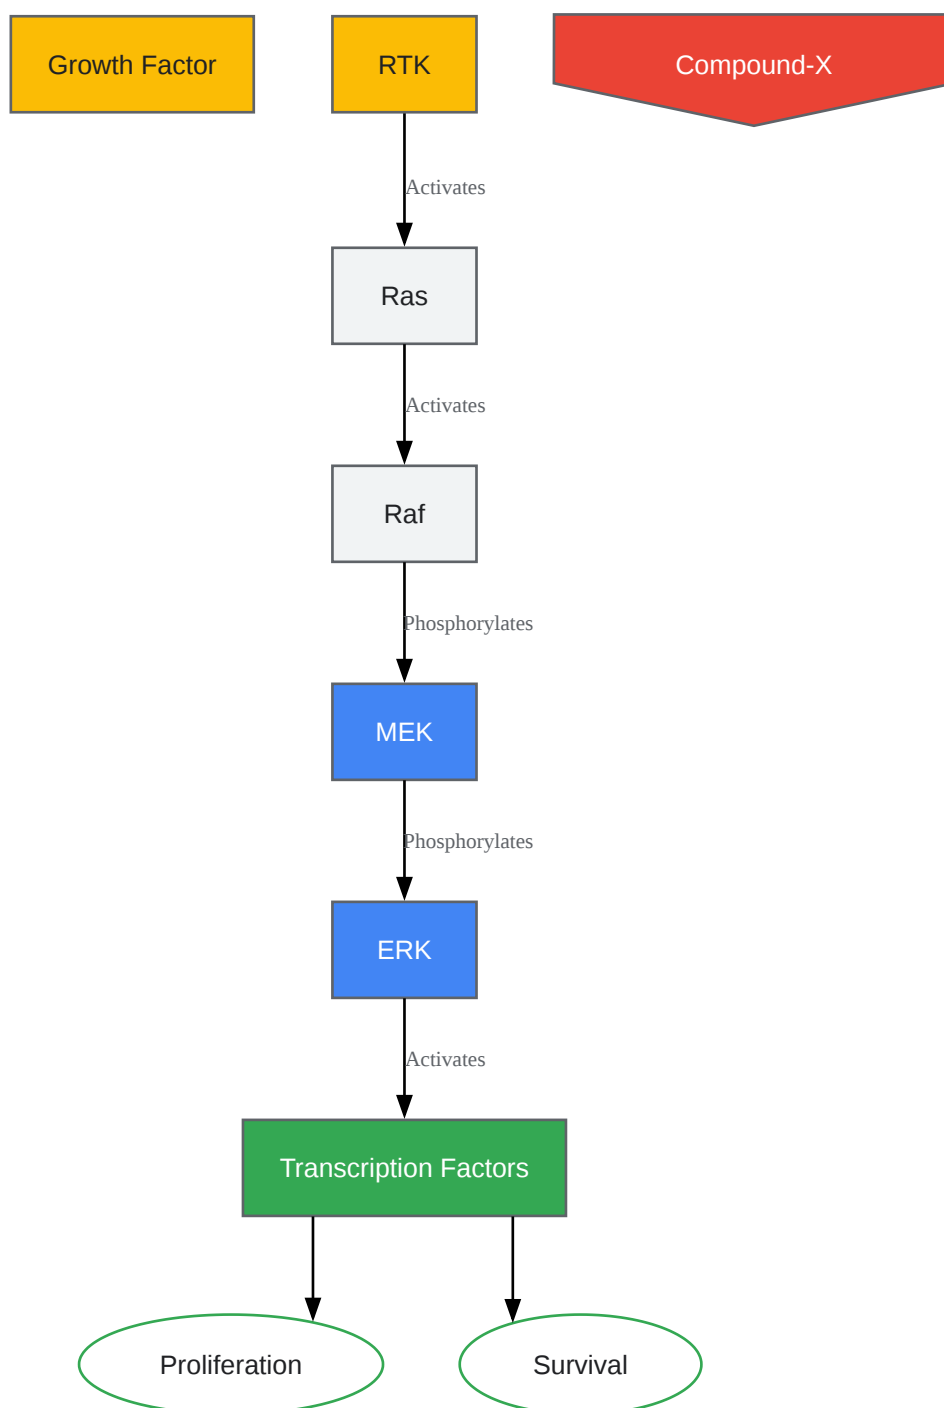 Growth Factor
RTK
Compound-X
Activates
Ras
Activates
Raf
Phosphorylates
MEK
Phosphorylates
ERK
Activates
Transcription Factors
Proliferation
Survival